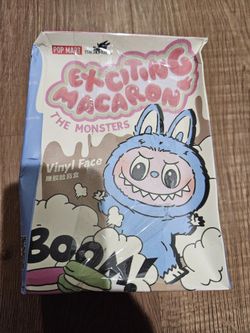 POP MART
EXCITING
MACARON
THE MONSTERS
Vinyl Face
BOOM!